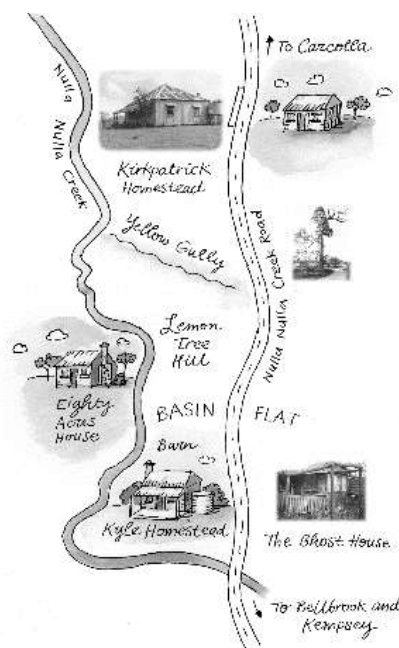 To Carcolla
Nulla Nulla Creek
Kirkpatrick
Homestead
Yellow Gully
Nulla Nulla Creek Road
Lemon
Tree
Hill
Eighty
Acres
House
BASIN FLAT
Barn
Kyle Homestead
The Ghost House
To Bellbrook and
Kempsey